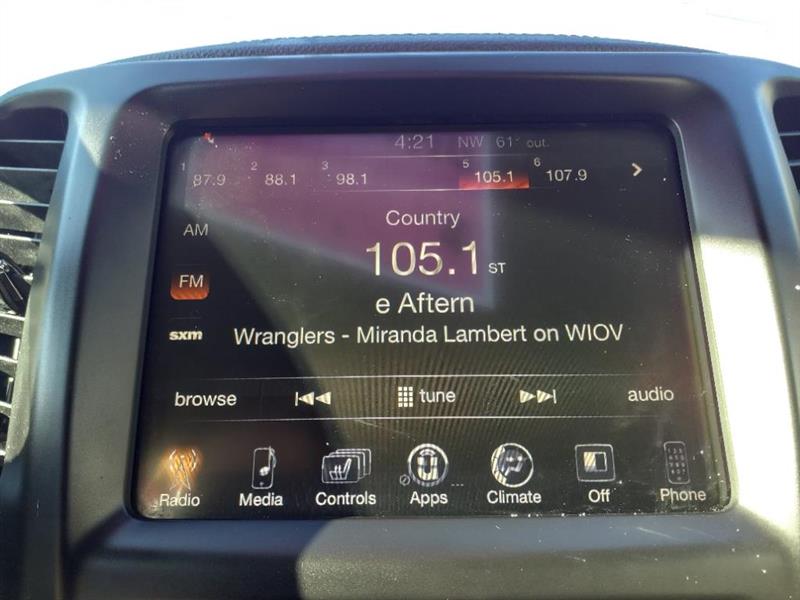 4:21 NW 61° out.
1 87.9 2 88.1 3 98.1 5 105.1 6 107.9
Country
AM
105.1 ST
FM
e Aftern
sxm
Wranglers - Miranda Lambert on WIOV
browse tune audio
Radio Media Controls Apps Climate Off Phone